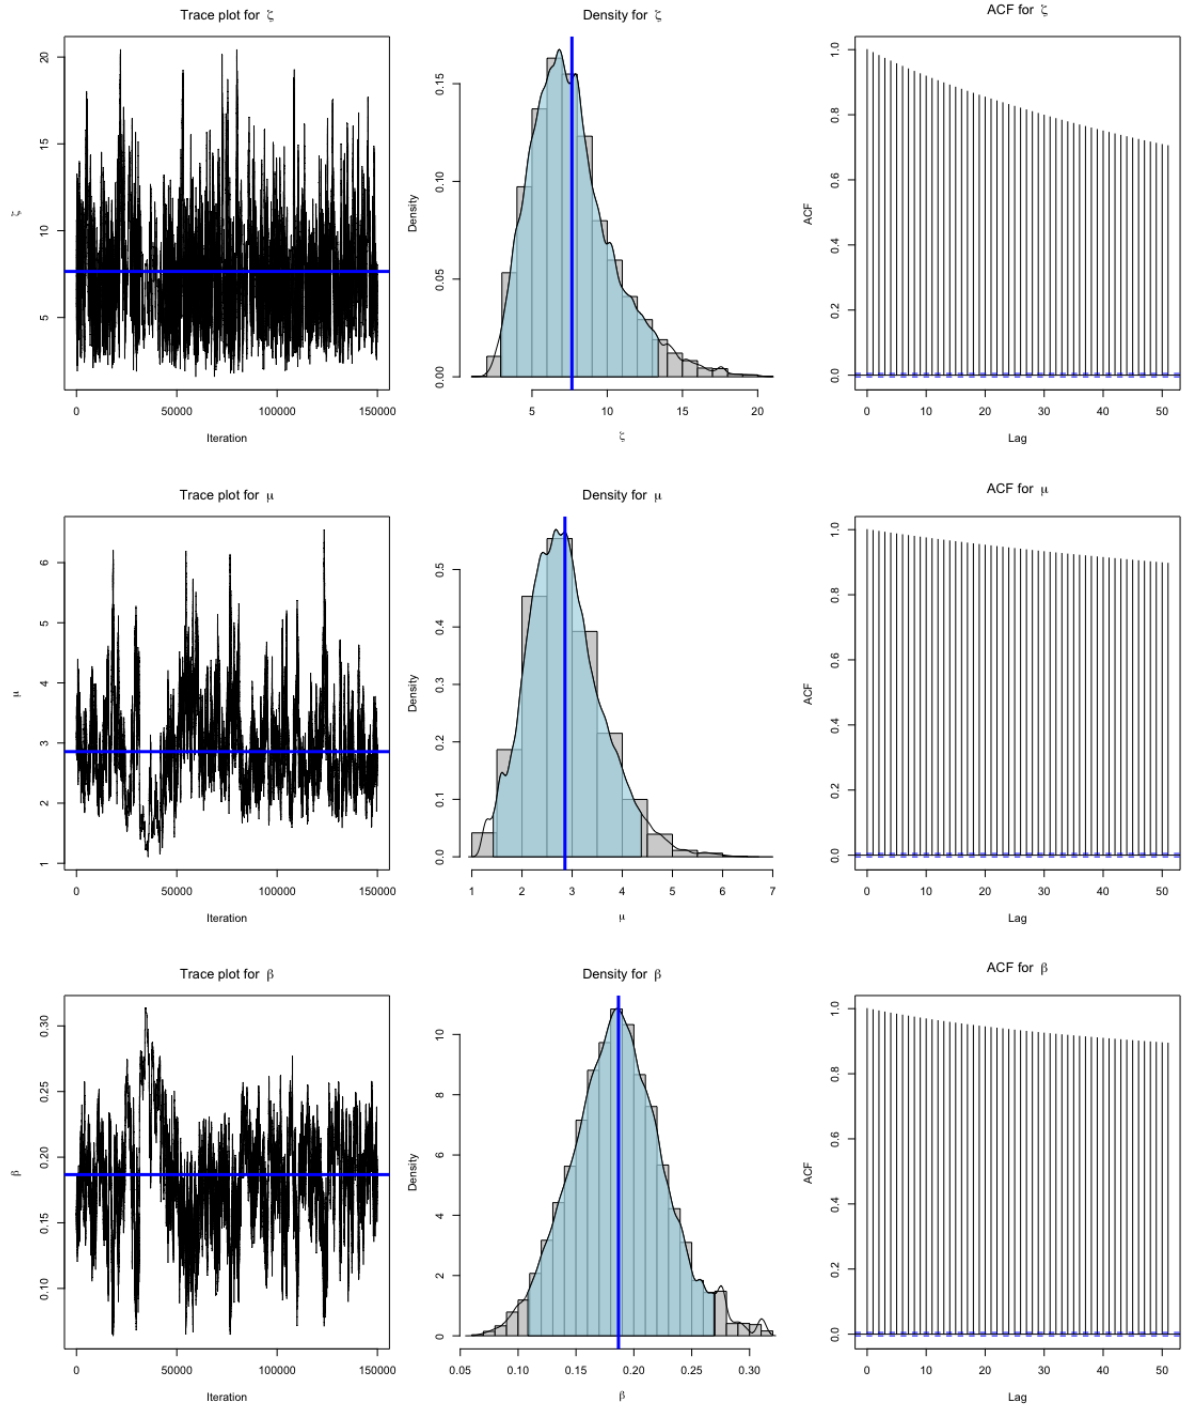 Trace plot for ζ
ζ
20
15
10
5
0 50000 100000 150000
Iteration
Density for ζ
Density
0.15
0.10
0.05
0.00
5 10 15 20
ζ
ACF for ζ
ACF
1.0
0.8
0.6
0.4
0.2
0.0
0 10 20 30 40 50
Lag
Trace plot for μ
μ
6
5
4
3
2
1
0 50000 100000 150000
Iteration
Density for μ
Density
0.5
0.4
0.3
0.2
0.1
0.0
1 2 3 4 5 6 7
μ
ACF for μ
ACF
1.0
0.8
0.6
0.4
0.2
0.0
0 10 20 30 40 50
Lag
Trace plot for β
β
0.30
0.25
0.20
0.15
0.10
0 50000 100000 150000
Iteration
Density for β
Density
10
8
6
4
2
0
0.05 0.10 0.15 0.20 0.25 0.30
β
ACF for β
ACF
1.0
0.8
0.6
0.4
0.2
0.0
0 10 20 30 40 50
Lag